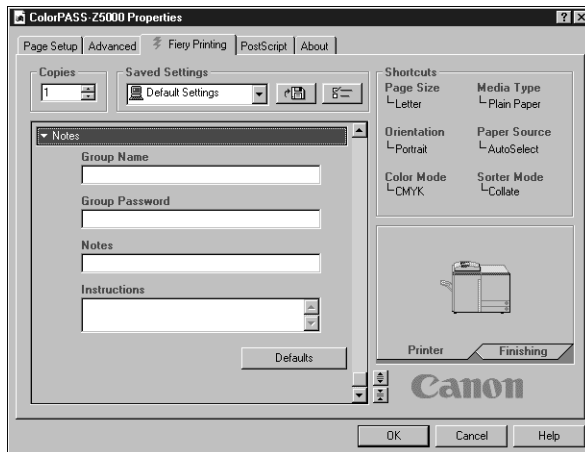 ColorPASS-Z5000 Properties
Page Setup Advanced Fiery Printing PostScript About
Copies
1
Saved Settings
Default Settings
Notes
Group Name
Group Password
Notes
Instructions
Defaults
Shortcuts
Page Size Media Type
Letter Plain Paper
Orientation Paper Source
Portrait AutoSelect
Color Mode Sorter Mode
CMYK Collate
Printer Finishing
Canon
OK Cancel Help